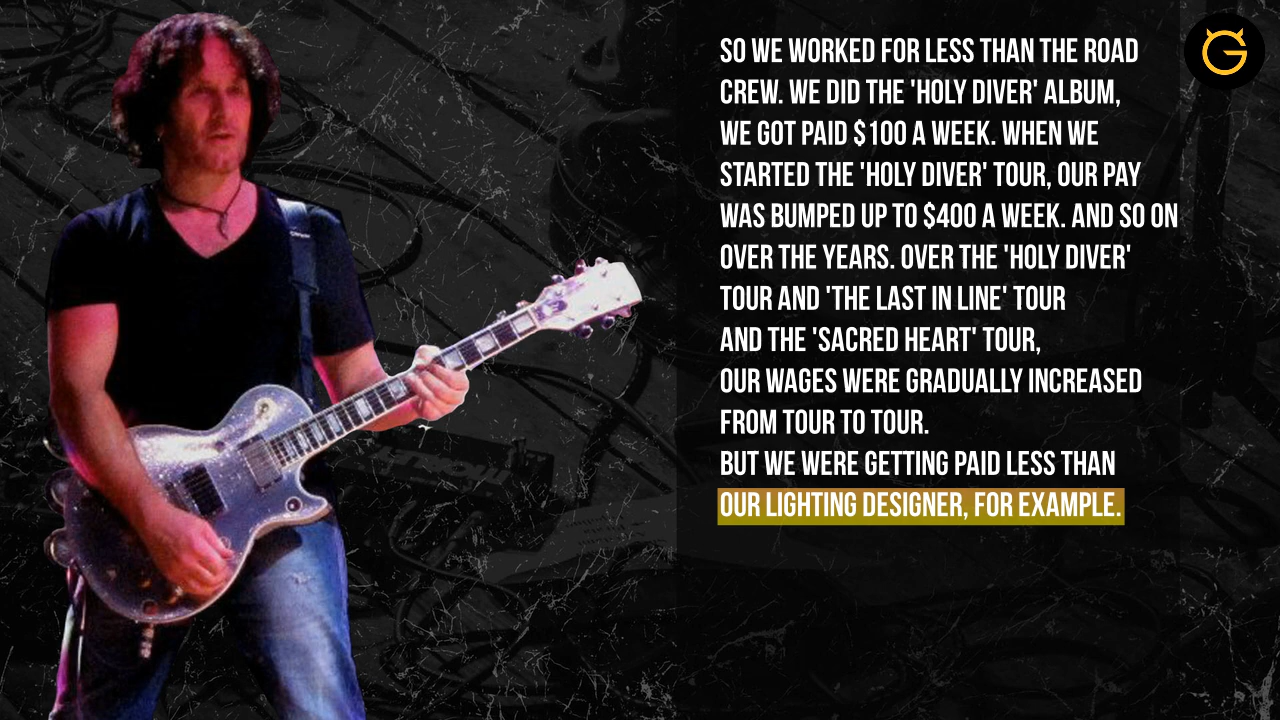 SO WE WORKED FOR LESS THAN THE ROAD
CREW. WE DID THE 'HOLY DIVER' ALBUM,
WE GOT PAID $100 A WEEK. WHEN WE
STARTED THE 'HOLY DIVER' TOUR, OUR PAY
WAS BUMPED UP TO $400 A WEEK. AND SO ON
OVER THE YEARS. OVER THE 'HOLY DIVER'
TOUR AND 'THE LAST IN LINE' TOUR
AND THE 'SACRED HEART' TOUR,
OUR WAGES WERE GRADUALLY INCREASED
FROM TOUR TO TOUR.
BUT WE WERE GETTING PAID LESS THAN
OUR LIGHTING DESIGNER, FOR EXAMPLE.